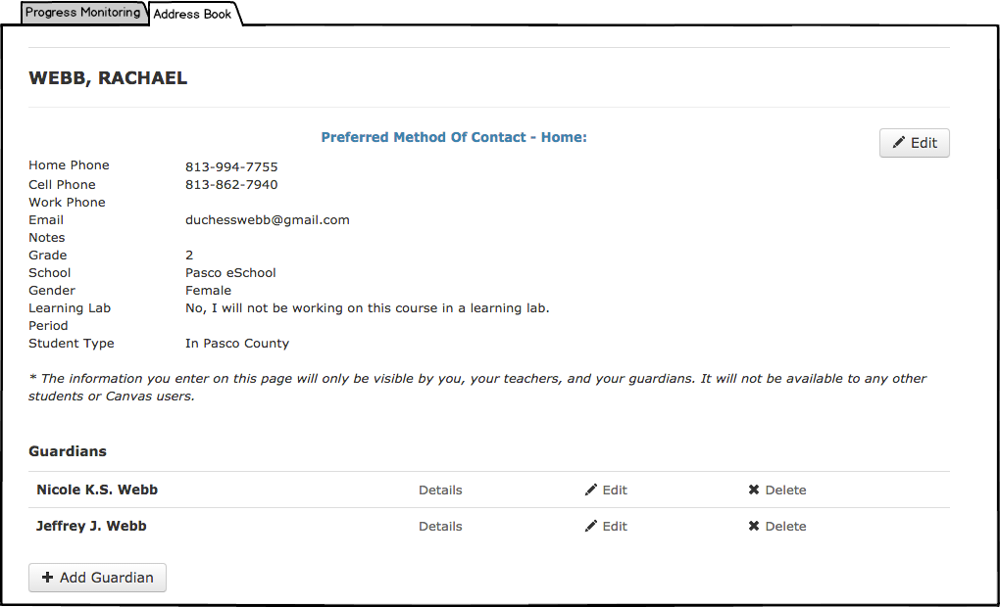 Progress Monitoring Address Book
WEBB, RACHAEL
Preferred Method Of Contact - Home:
Edit
Home Phone 813-994-7755
Cell Phone 813-862-7940
Work Phone
Email duchesswebb@gmail.com
Notes
Grade 2
School Pasco eSchool
Gender Female
Learning Lab No, I will not be working on this course in a learning lab.
Period
Student Type In Pasco County
* The information you enter on this page will only be visible by you, your teachers, and your guardians. It will not be available to any other
students or Canvas users.
Guardians
Nicole K.S. Webb Details Edit Delete
Jeffrey J. Webb Details Edit Delete
Add Guardian